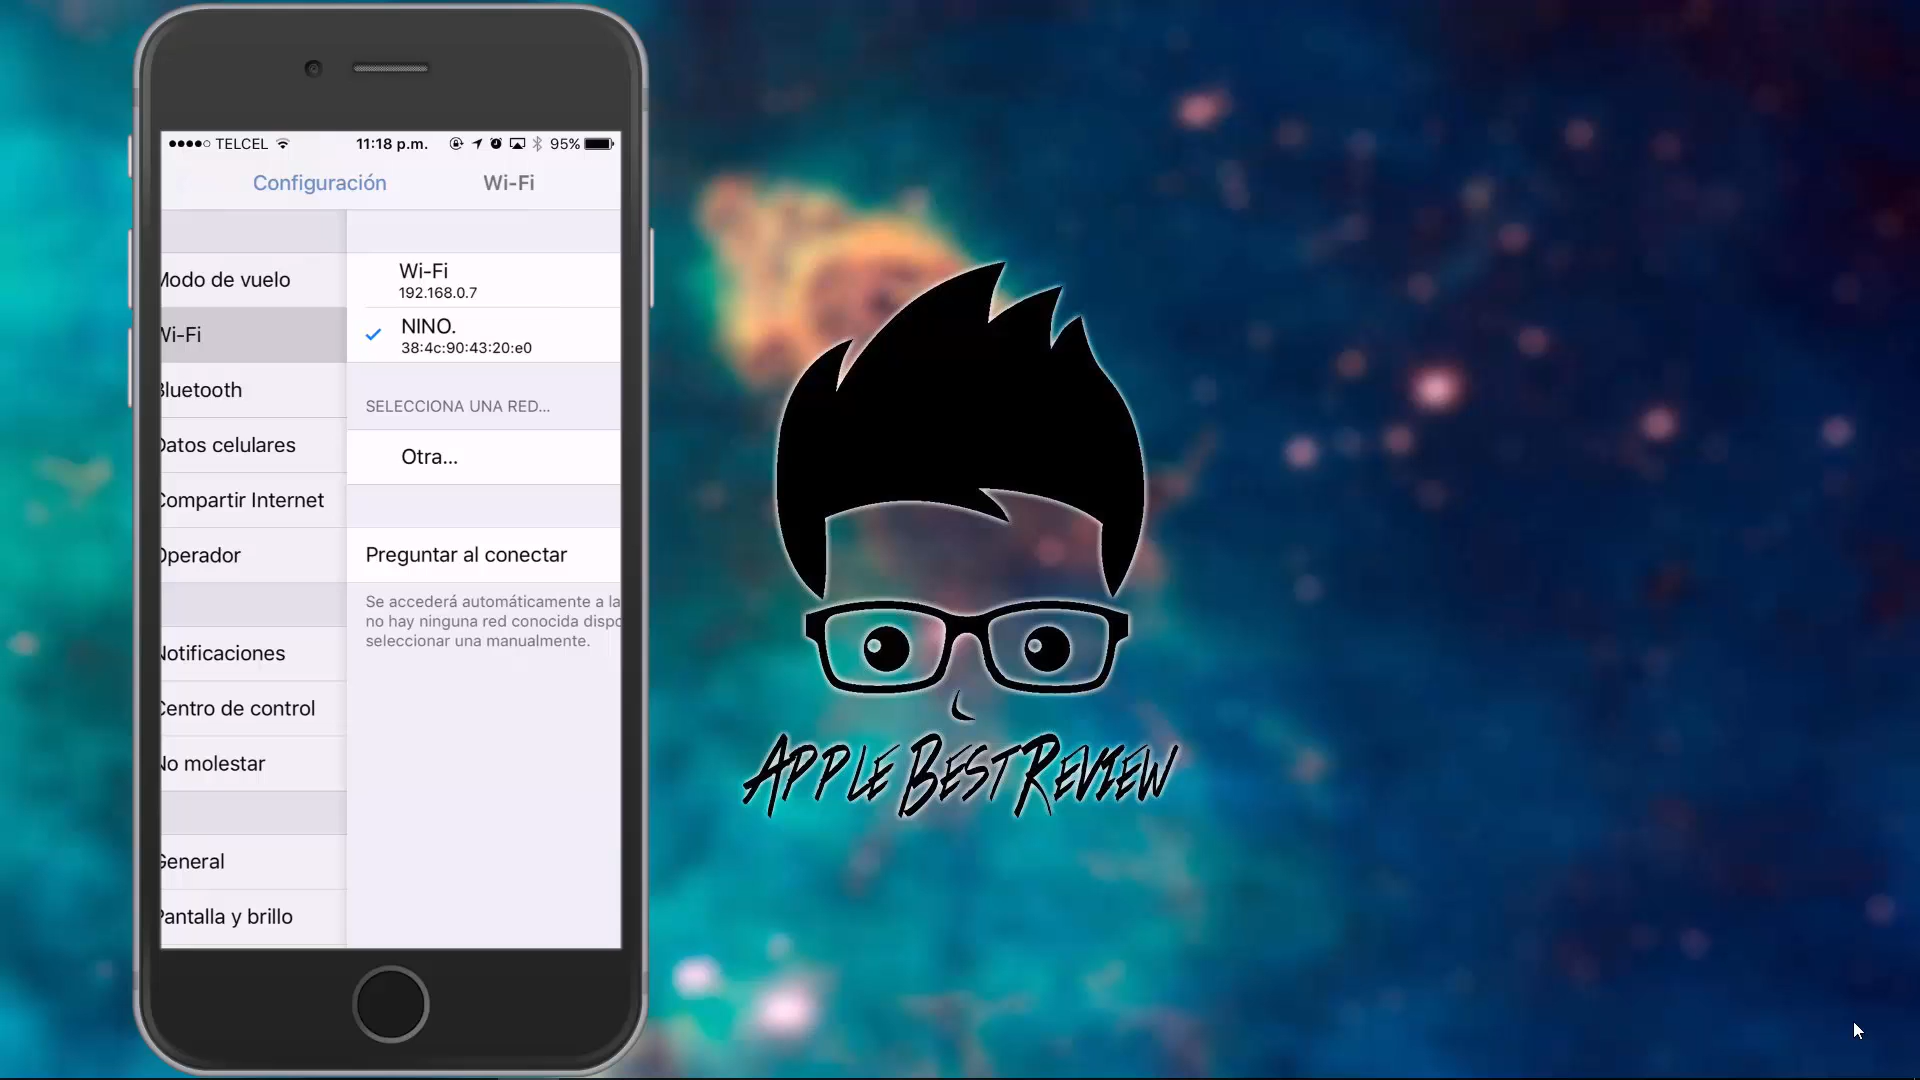 TELCEL 11:18 p.m. 95%
Configuración Wi-Fi
Modo de vuelo
Wi-Fi
Bluetooth
Datos celulares
Compartir Internet
Operador
Notificaciones
Centro de control
No molestar
General
Pantalla y brillo
Wi-Fi
192.168.0.7
NINO.
38:4c:90:43:20:e0
SELECCIONA UNA RED...
Otra...
Preguntar al conectar
Se accederá automáticamente a la
no hay ninguna red conocida dispo
seleccionar una manualmente.
APPLE BEST REVIEW